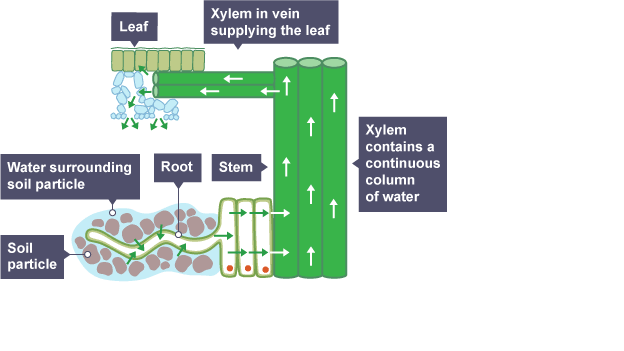 Leaf
Xylem in vein
supplying the leaf
Xylem
contains a
continuous
column
of water
Water surrounding
soil particle
Root
Stem
Soil
particle